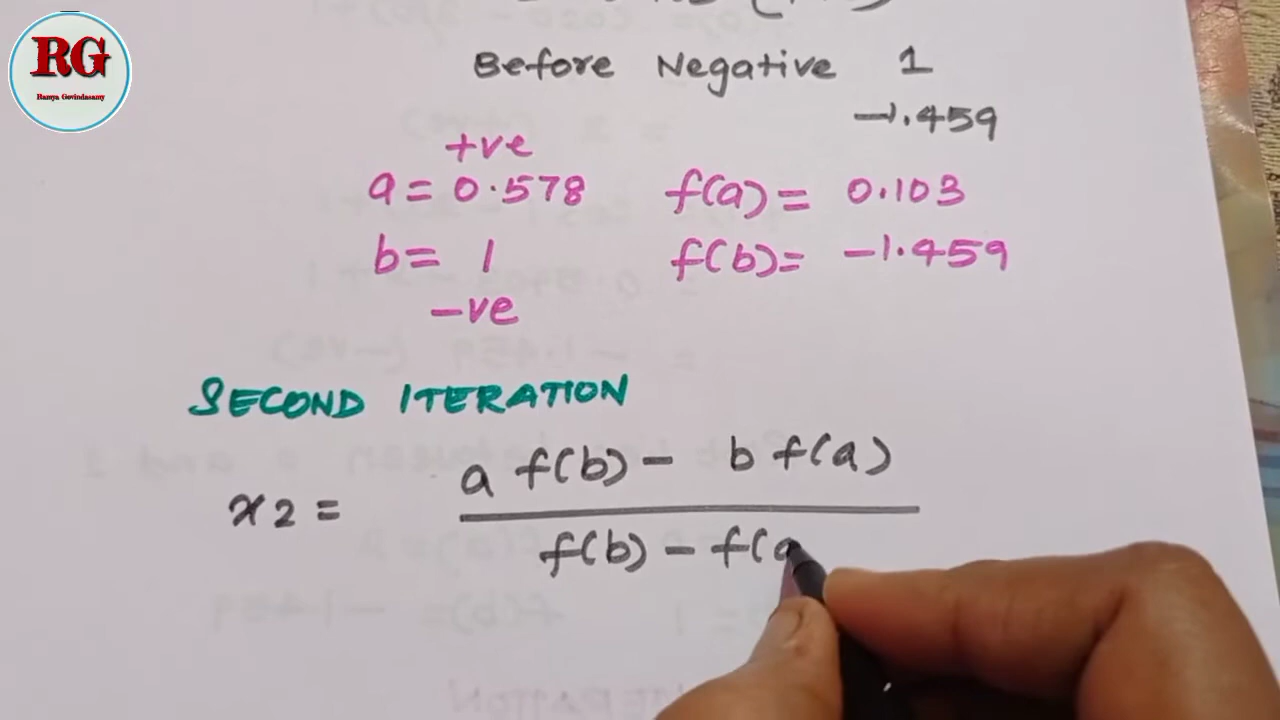 RG
Ramya Govindasamy
Before Negative 1
-1.459
+ve
a = 0.578 f(a) = 0.103
b = 1 f(b) = -1.459
-ve
SECOND ITERATION
x2 = a f(b) - b f(a)
f(b) - f(a